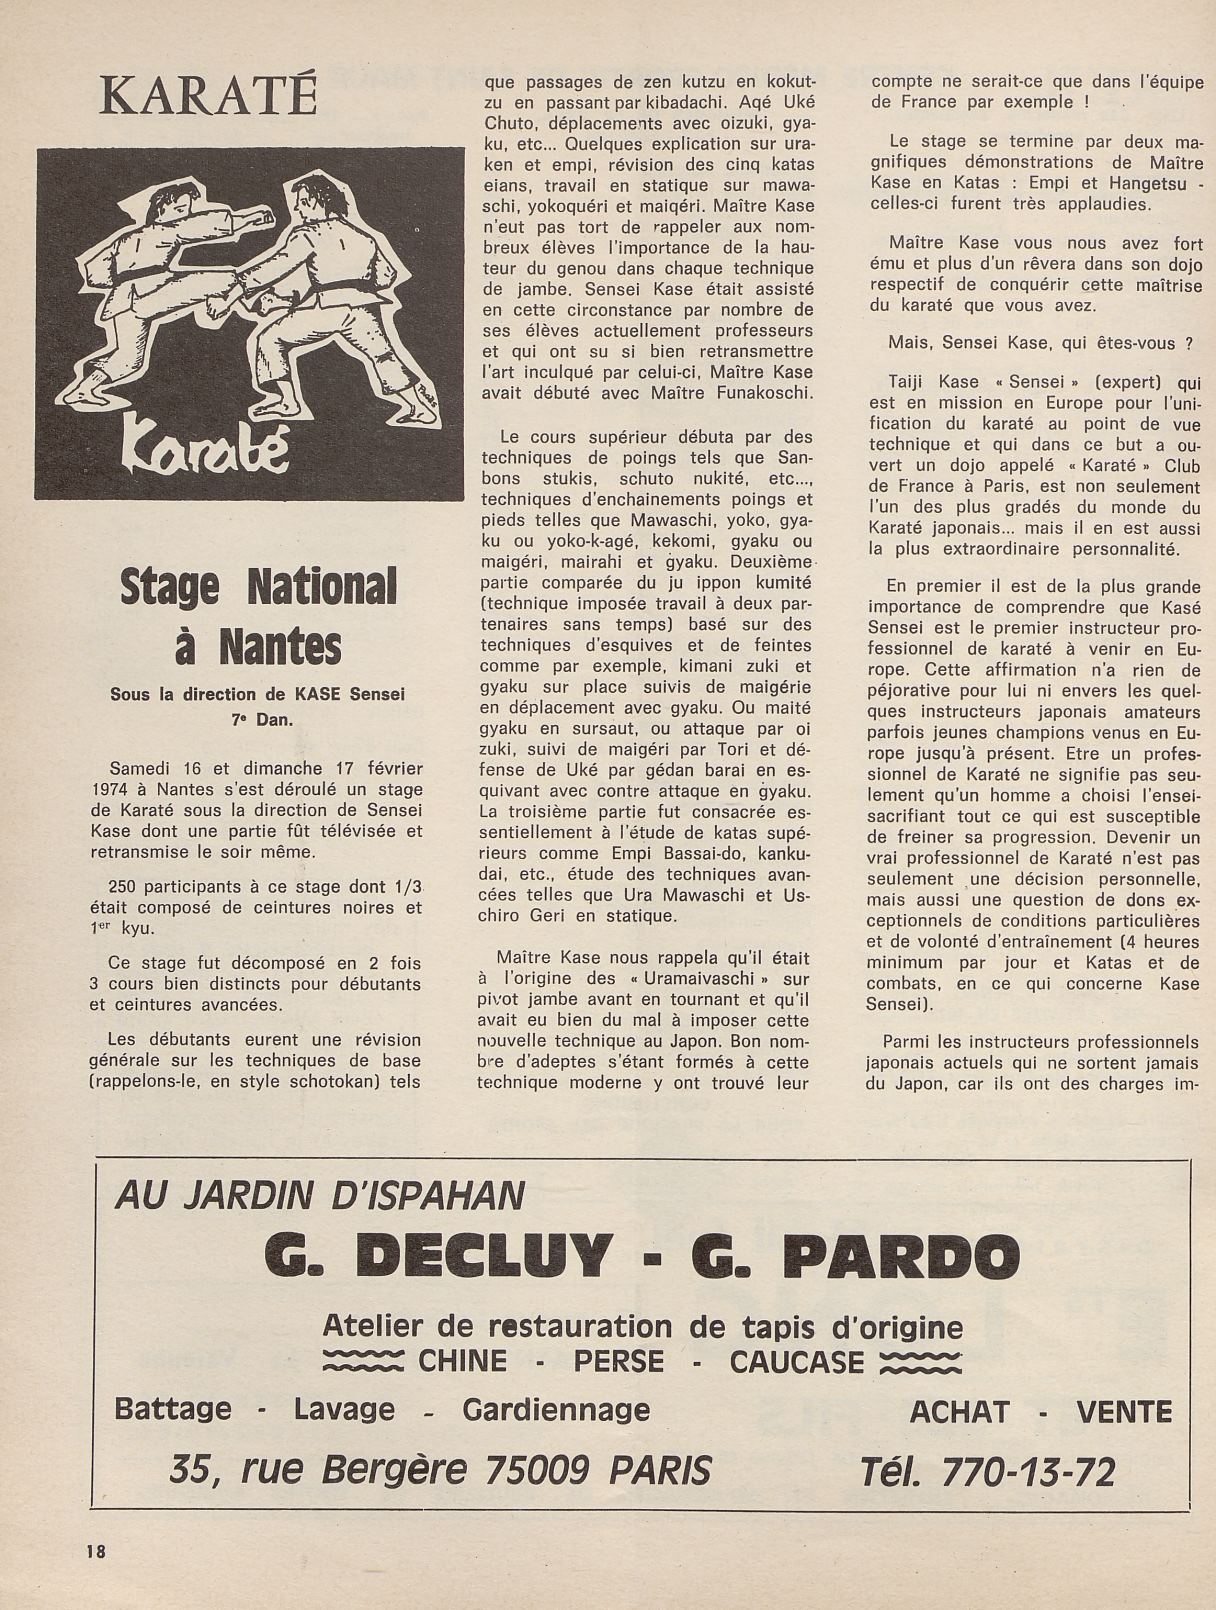 KARATÉ
Karaté
Stage National
à Nantes
Sous la direction de KASE Sensei
7e Dan.
Samedi 16 et dimanche 17 février
1974 à Nantes s'est déroulé un stage
de Karaté sous la direction de Sensei
Kase dont une partie fût télévisée et
retransmise le soir même.
250 participants à ce stage dont 1/3
était composé de ceintures noires et
1er kyu.
Ce stage fut décomposé en 2 fois
3 cours bien distincts pour débutants
et ceintures avancées.
Les débutants eurent une révision
générale sur les techniques de base
(rappelons-le, en style schotokan) tels
que passages de zen kutzu en kokut-
zu en passant par kibadachi. Aqé Uké
Chuto, déplacements avec oizuki, gya-
ku, etc... Quelques explication sur ura-
ken et empi, révision des cinq katas
eians, travail en statique sur mawa-
schi, yokoquéri et maiqéri. Maître Kase
n'eut pas tort de rappeler aux nom-
breux élèves l'importance de la hau-
teur du genou dans chaque technique
de jambe. Sensei Kase était assisté
en cette circonstance par nombre de
ses élèves actuellement professeurs
et qui ont su si bien retransmettre
l'art inculqué par celui-ci, Maître Kase
avait débuté avec Maître Funakoschi.
Le cours supérieur débuta par des
techniques de poings tels que San-
bons stukis, schuto nukité, etc...,
techniques d'enchainements poings et
pieds telles que Mawaschi, yoko, gya-
ku ou yoko-k-agé, kekomi, gyaku ou
maigéri, mairahi et gyaku. Deuxième
partie comparée du ju ippon kumité
(technique imposée travail à deux par-
tenaires sans temps) basé sur des
techniques d'esquives et de feintes
comme par exemple, kimani zuki et
gyaku sur place suivis de maigérie
en déplacement avec gyaku. Ou maité
gyaku en sursaut, ou attaque par oi
zuki, suivi de maigéri par Tori et dé-
fense de Uké par gédan barai en es-
quivant avec contre attaque en gyaku.
La troisième partie fut consacrée es-
sentiellement à l'étude de katas supé-
rieurs comme Empi Bassai-do, kanku-
dai, etc., étude des techniques avan-
cées telles que Ura Mawaschi et Us-
chiro Geri en statique.
Maître Kase nous rappela qu'il était
à l'origine des « Uramaivaschi » sur
pivot jambe avant en tournant et qu'il
avait eu bien du mal à imposer cette
nouvelle technique au Japon. Bon nom-
bre d'adeptes s'étant formés à cette
technique moderne y ont trouvé leur
compte ne serait-ce que dans l'équipe
de France par exemple !
Le stage se termine par deux ma-
gnifiques démonstrations de Maître
Kase en Katas : Empi et Hangetsu -
celles-ci furent très applaudies.
Maître Kase vous nous avez fort
ému et plus d'un rêvera dans son dojo
respectif de conquérir cette maîtrise
du karaté que vous avez.
Mais, Sensei Kase, qui êtes-vous ?
Taiji Kase « Sensei » (expert) qui
est en mission en Europe pour l'uni-
fication du karaté au point de vue
technique et qui dans ce but a ou-
vert un dojo appelé « Karaté » Club
de France à Paris, est non seulement
l'un des plus gradés du monde du
Karaté japonais... mais il en est aussi
la plus extraordinaire personnalité.
En premier il est de la plus grande
importance de comprendre que Kasé
Sensei est le premier instructeur pro-
fessionnel de karaté à venir en Eu-
rope. Cette affirmation n'a rien de
péjorative pour lui ni envers les quel-
ques instructeurs japonais amateurs
parfois jeunes champions venus en Eu-
rope jusqu'à présent. Etre un profes-
sionnel de Karaté ne signifie pas seu-
lement qu'un homme a choisi l'ensei-
sacrifiant tout ce qui est susceptible
de freiner sa progression. Devenir un
vrai professionnel de Karaté n'est pas
seulement une décision personnelle,
mais aussi une question de dons ex-
ceptionnels de conditions particulières
et de volonté d'entraînement (4 heures
minimum par jour et Katas et de
combats, en ce qui concerne Kase
Sensei).
Parmi les instructeurs professionnels
japonais actuels qui ne sortent jamais
du Japon, car ils ont des charges im-
AU JARDIN D'ISPAHAN
G. DECLUY - G. PARDO
Atelier de restauration de tapis d'origine
CHINE - PERSE - CAUCASE
Battage - Lavage - Gardiennage ACHAT - VENTE
35, rue Bergère 75009 PARIS Tél. 770-13-72
18